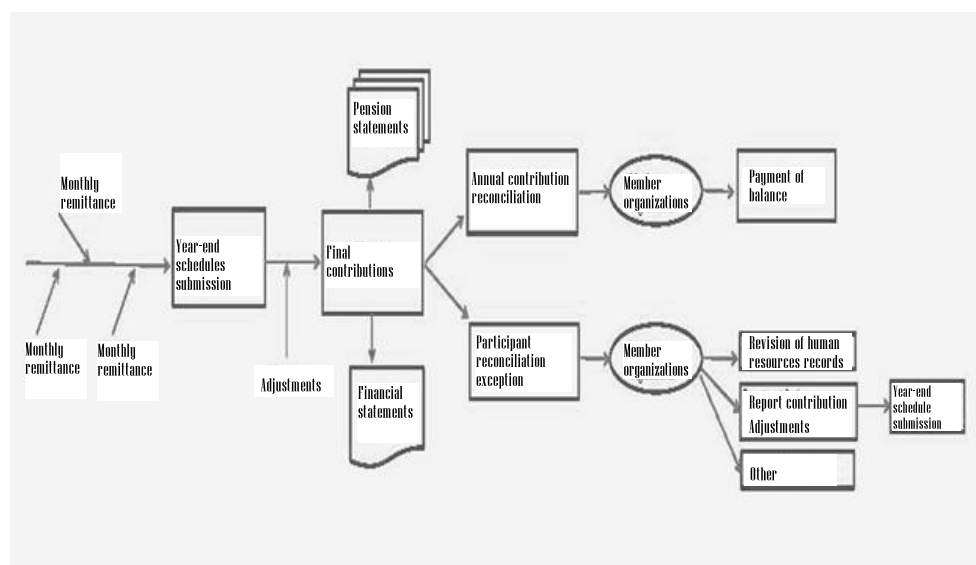 Pension
statements
Monthly
remittance
Annual contribution
reconciliation
Member
organizations
Payment of
balance
Year-end
schedules
submission
Final
contributions
Monthly
remittance
Monthly
remittance
Adjustments
Financial
statements
Participant
reconciliation
exception
Member
organizations
Revision of human
resources records
Report contribution
Adjustments
Year-end
schedule
submission
Other